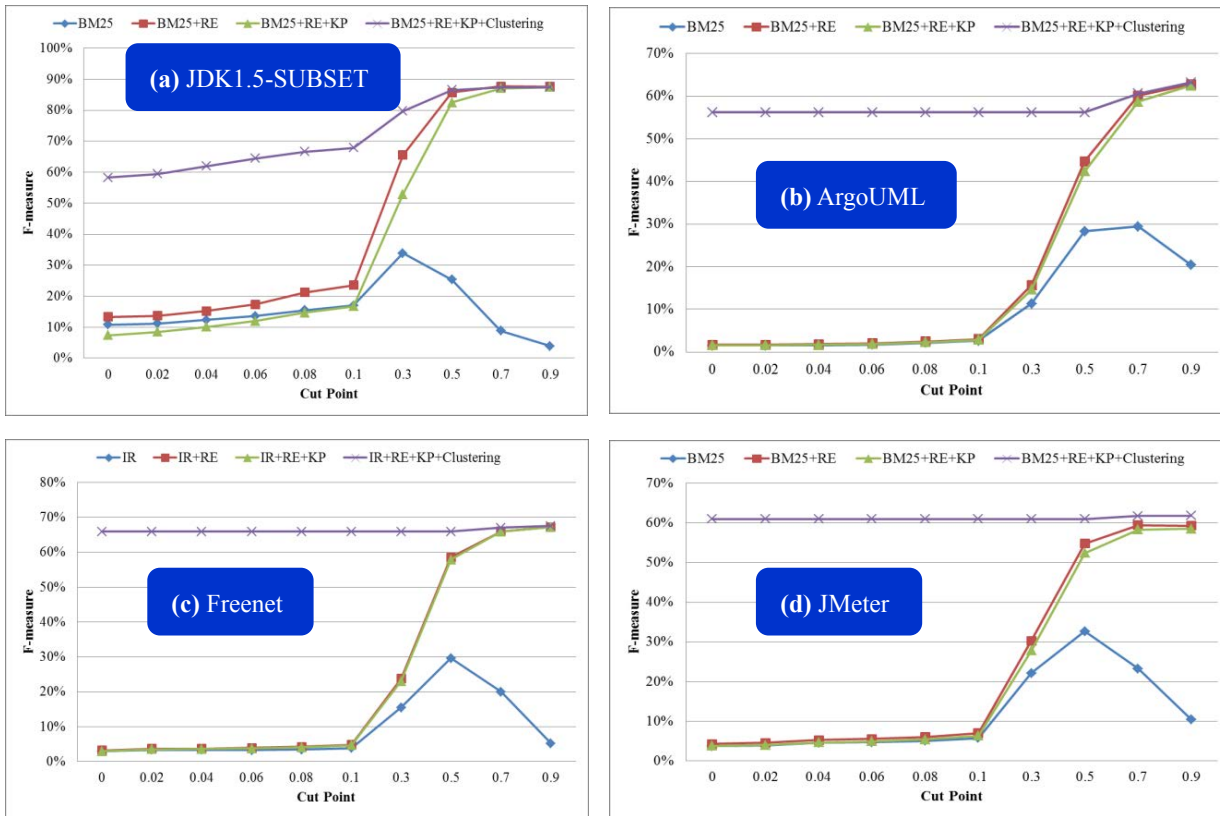 BM25 BM25+RE BM25+RE+KP BM25+RE+KP+Clustering
100%
90%
80%
70%
60%
50%
40%
30%
20%
10%
0%
F-measure
(a) JDK1.5-SUBSET
0 0.02 0.04 0.06 0.08 0.1 0.3 0.5 0.7 0.9
Cut Point
BM25 BM25+RE BM25+RE+KP BM25+RE+KP+Clustering
70%
60%
50%
40%
30%
20%
10%
0%
F-measure
(b) ArgoUML
0 0.02 0.04 0.06 0.08 0.1 0.3 0.5 0.7 0.9
Cut Point
IR IR+RE IR+RE+KP IR+RE+KP+Clustering
80%
70%
60%
50%
40%
30%
20%
10%
0%
F-measure
(c) Freenet
0 0.02 0.04 0.06 0.08 0.1 0.3 0.5 0.7 0.9
Cut Point
BM25 BM25+RE BM25+RE+KP BM25+RE+KP+Clustering
70%
60%
50%
40%
30%
20%
10%
0%
F-measure
(d) JMeter
0 0.02 0.04 0.06 0.08 0.1 0.3 0.5 0.7 0.9
Cut Point